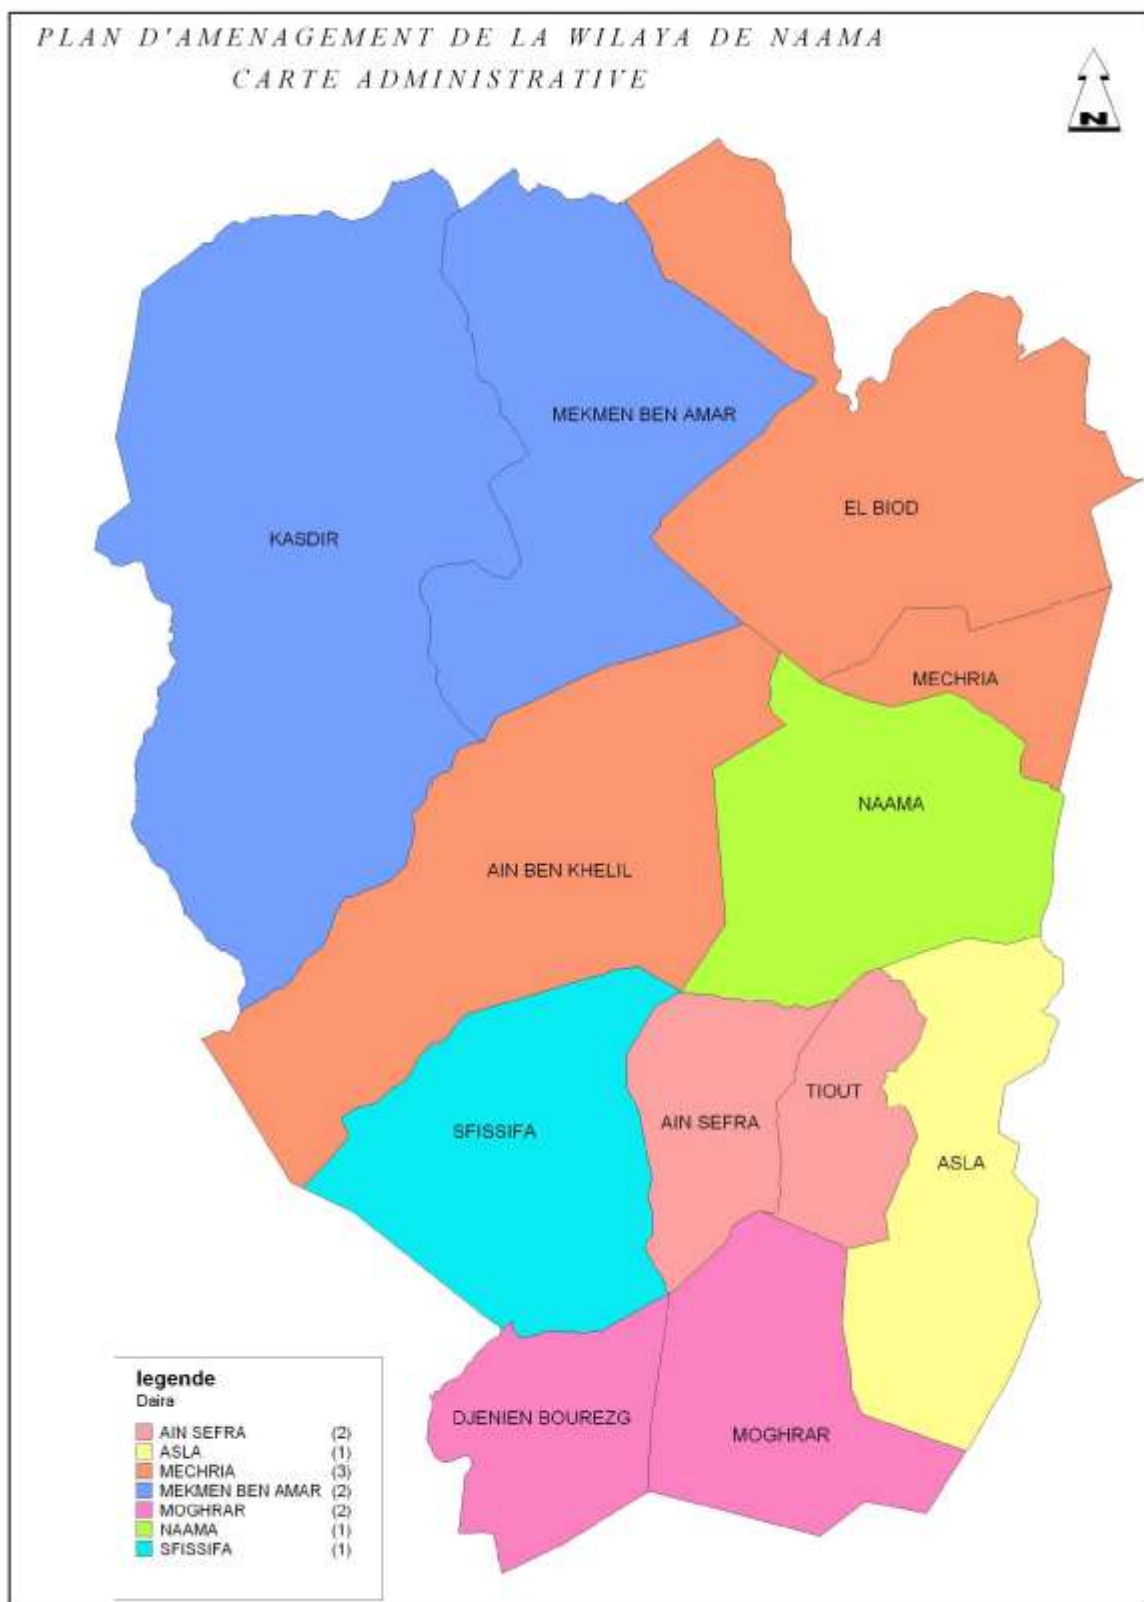 PLAN D'AMENAGEMENT DE LA WILAYA DE NAAMA
CARTE ADMINISTRATIVE
N
MEKMEN BEN AMAR
EL BIOD
KASDIR
MECHRIA
NAAMA
AIN BEN KHELIL
TIOUT
AIN SEFRA
SFISSIFA
ASLA
DJENIEN BOUREZG
MOGHRAR
legende
Daira
AIN SEFRA (2)
ASLA (1)
MECHRIA (3)
MEKMEN BEN AMAR (2)
MOGHRAR (2)
NAAMA (1)
SFISSIFA (1)